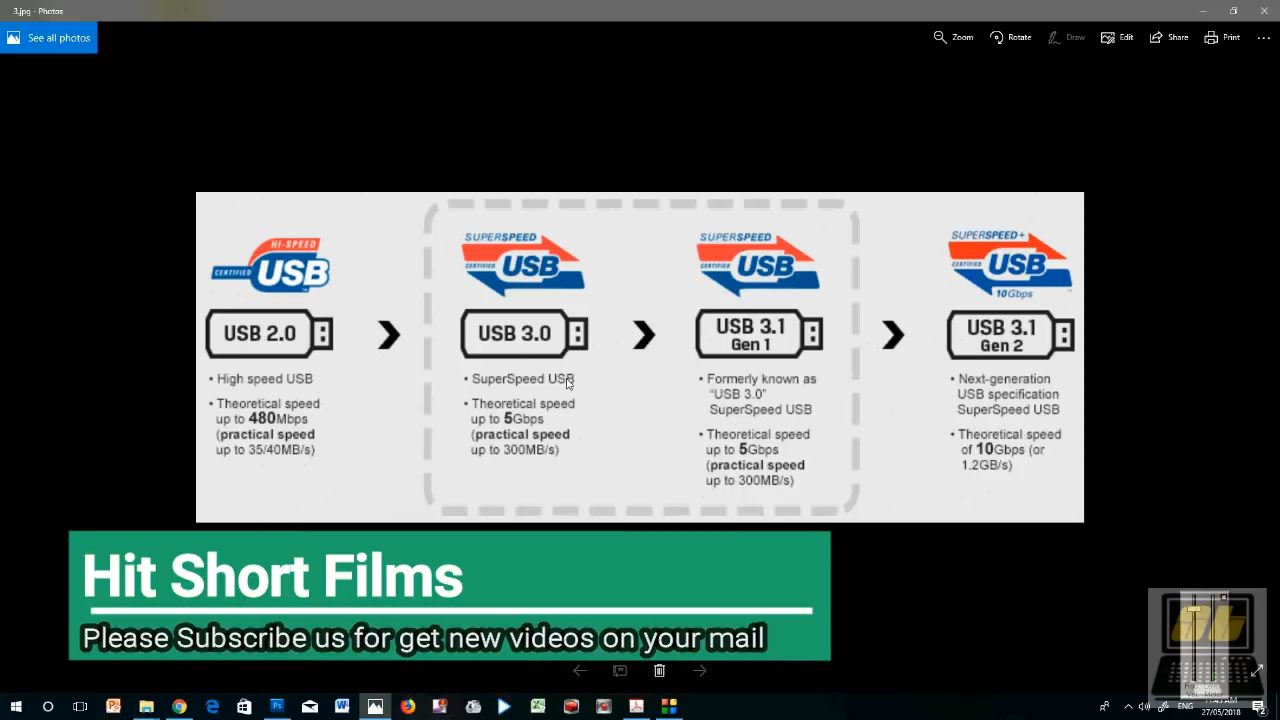 3.jpg - Photos
See all photos
Zoom
Rotate
Draw
Edit
Share
Print
HI-SPEED
CERTIFIED USB
USB 2.0
• High speed USB
• Theoretical speed
up to 480Mbps
(practical speed
up to 35/40MB/s)
SUPERSPEED
CERTIFIED USB
USB 3.0
• SuperSpeed USB
• Theoretical speed
up to 5Gbps
(practical speed
up to 300MB/s)
SUPERSPEED
CERTIFIED USB
USB 3.1
Gen 1
• Formerly known as
"USB 3.0"
SuperSpeed USB
• Theoretical speed
up to 5Gbps
(practical speed
up to 300MB/s)
SUPERSPEED+
CERTIFIED USB
10Gbps
USB 3.1
Gen 2
• Next-generation
USB specification
SuperSpeed USB
• Theoretical speed
of 10Gbps (or
1.2GB/s)
Hit Short Films
Please Subscribe us for get new videos on your mail
ENG
27/05/2018